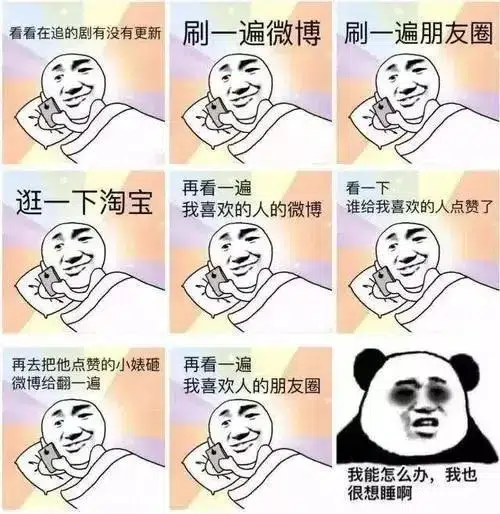 看看在追的剧有没有更新
刷一遍微博
刷一遍朋友圈
逛一下淘宝
再看一遍
我喜欢的人的微博
看一下
谁给我喜欢的人点赞了
再去把他点赞的小婊砸
微博给翻一遍
再看一遍
我喜欢人的朋友圈
我能怎么办，我也
很想睡啊